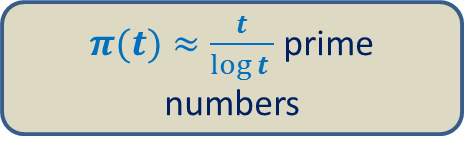 π(t) ≈ t/log t prime
numbers